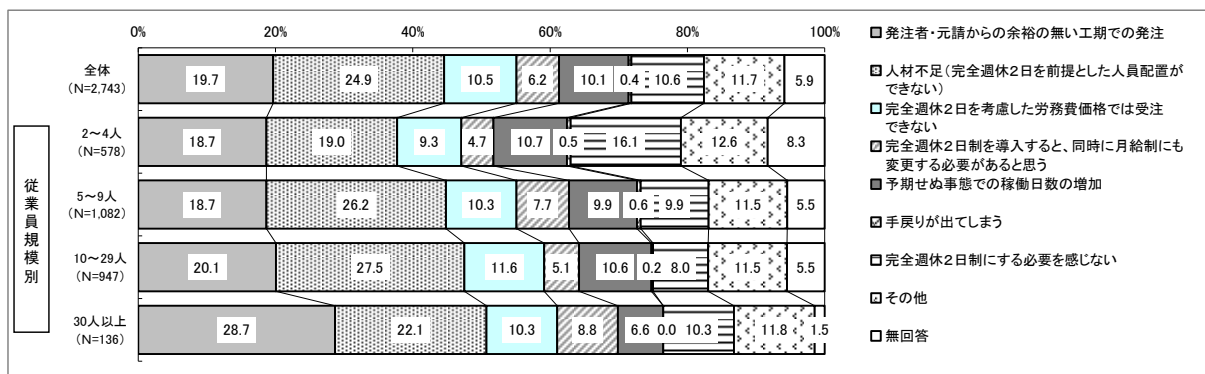 0%	20%	40%	60%	80%	100%
全体
(N=2,743)
19.7	24.9	10.5	6.2	10.1	0.4	10.6	11.7	5.9
従業員規模別
2～4人
(N=578)
18.7	19.0	9.3	4.7	10.7	0.5	16.1	12.6	8.3
5～9人
(N=1,082)
18.7	26.2	10.3	7.7	9.9	0.6	9.9	11.5	5.5
10～29人
(N=947)
20.1	27.5	11.6	5.1	10.6	0.2	8.0	11.5	5.5
30人以上
(N=136)
28.7	22.1	10.3	8.8	6.6	0.0	10.3	11.8	1.5
発注者・元請からの余裕の無い工期での発注
人材不足(完全週休2日を前提とした人員配置が
できない)
完全週休2日を考慮した労務費価格では受注
できない
完全週休2日制を導入すると、同時に月給制にも
変更する必要があると思う
予期せぬ事態での稼働日数の増加
手戻りが出てしまう
完全週休2日制にする必要を感じない
その他
無回答